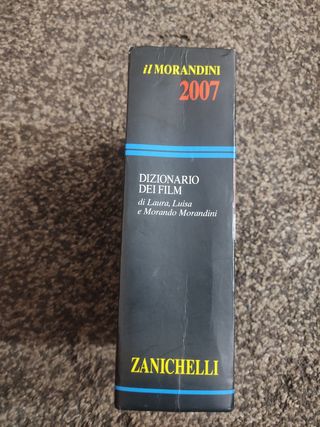 il MORANDINI
2007
DIZIONARIO
DEI FILM
di Laura, Luisa
e Morando Morandini
ZANICHELLI